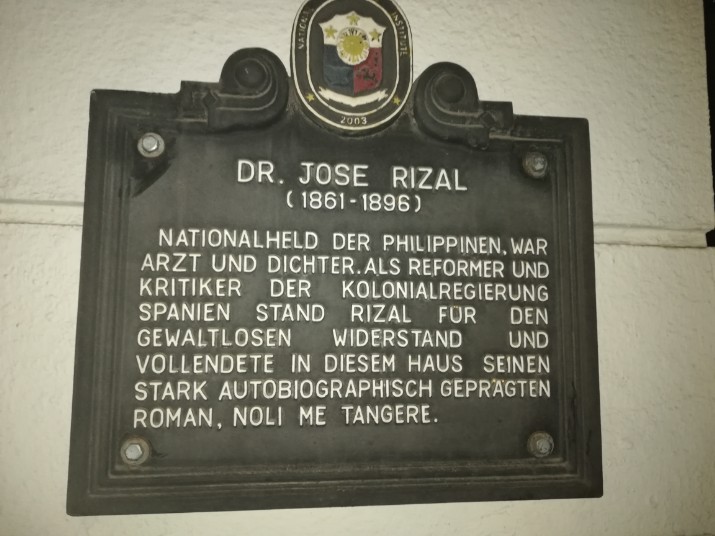 NATIONAL INSTITUTE
2003
DR. JOSE RIZAL
(1861-1896)
NATIONALHELD DER PHILIPPINEN, WAR
ARZT UND DICHTER. ALS REFORMER UND
KRITIKER DER KOLONIALREGIERUNG
SPANIEN STAND RIZAL FÜR DEN
GEWALTLOSEN WIDERSTAND UND
VOLLENDETE IN DIESEM HAUS SEINEN
STARK AUTOBIOGRAPHISCH GEPRÄGTEN
ROMAN, NOLI ME TANGERE.